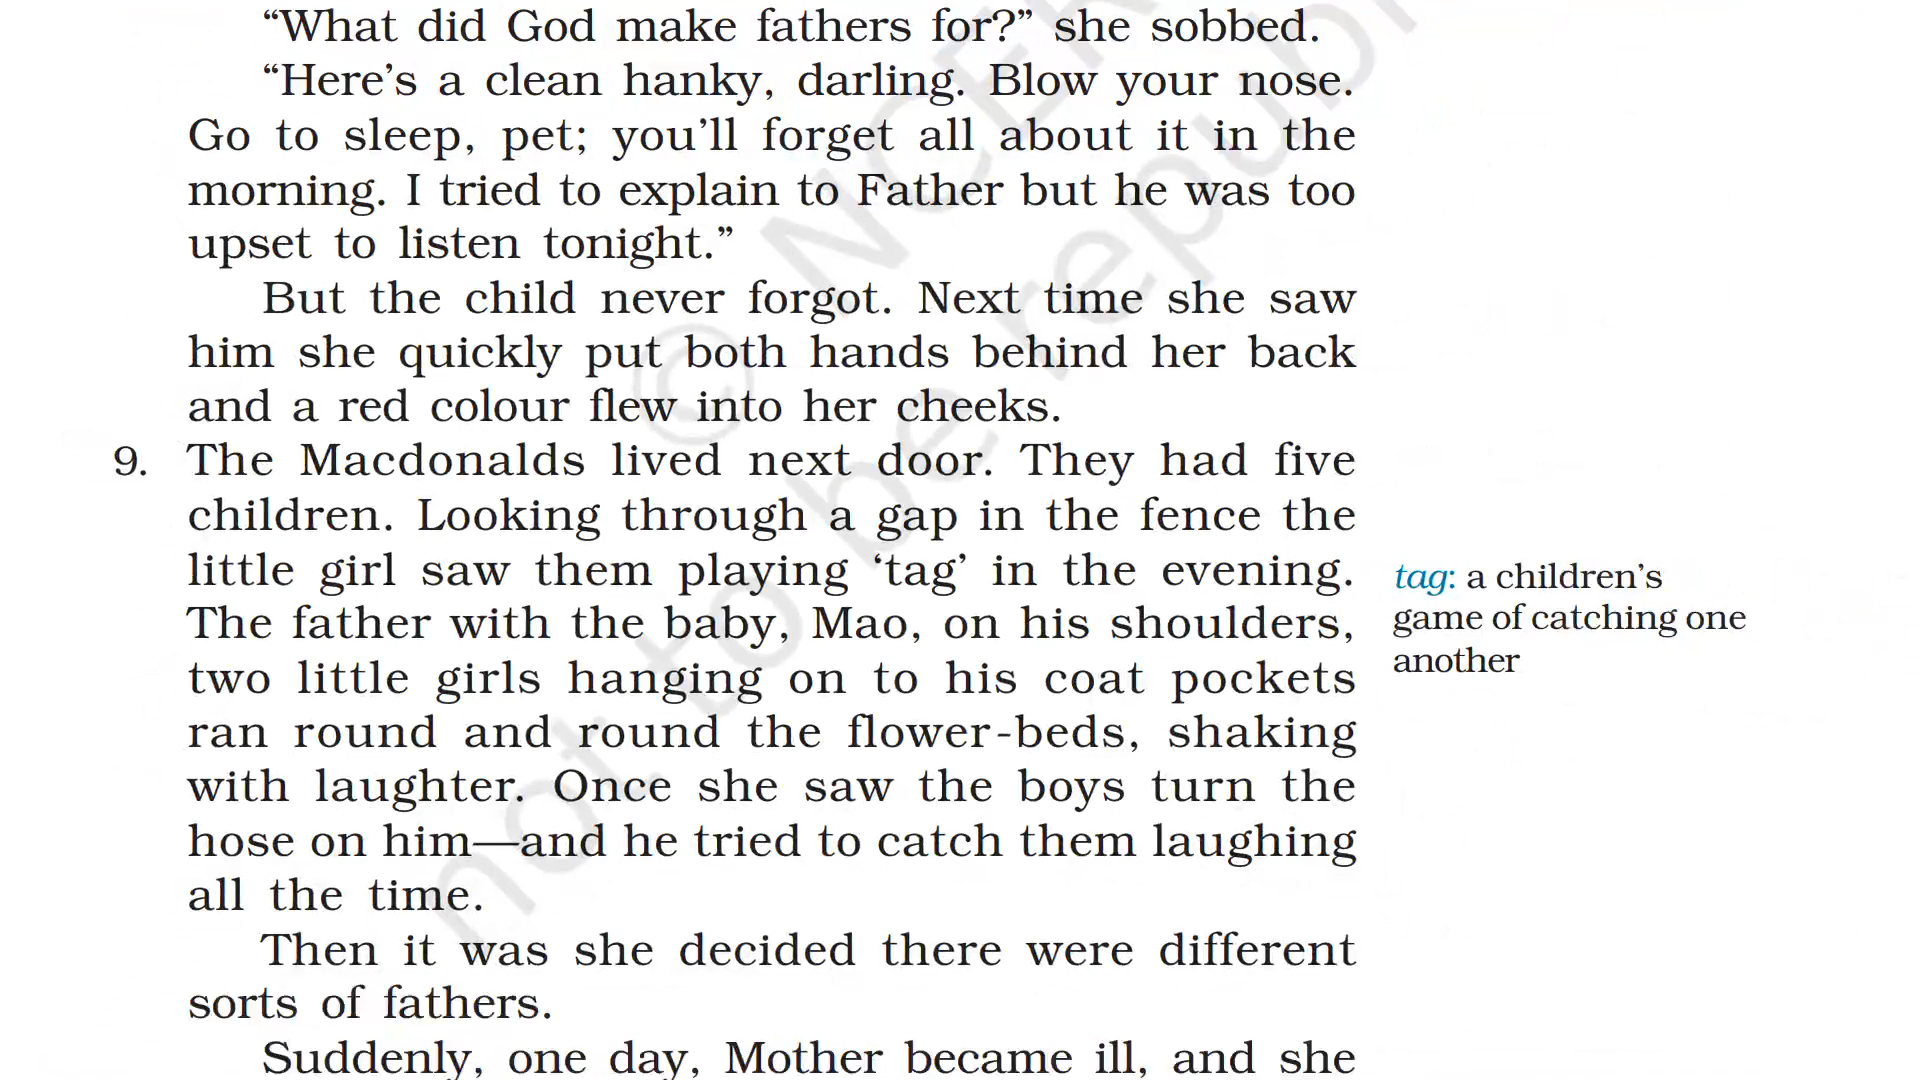 “What did God make fathers for?” she sobbed.
“Here’s a clean hanky, darling. Blow your nose.
Go to sleep, pet; you’ll forget all about it in the
morning. I tried to explain to Father but he was too
upset to listen tonight.”
But the child never forgot. Next time she saw
him she quickly put both hands behind her back
and a red colour flew into her cheeks.
9. The Macdonalds lived next door. They had five
children. Looking through a gap in the fence the
little girl saw them playing ‘tag’ in the evening.
The father with the baby, Mao, on his shoulders,
two little girls hanging on to his coat pockets
ran round and round the flower-beds, shaking
with laughter. Once she saw the boys turn the
hose on him—and he tried to catch them laughing
all the time.
Then it was she decided there were different
sorts of fathers.
Suddenly, one day, Mother became ill, and she
tag: a children’s
game of catching one
another
© NCER
not to be republ